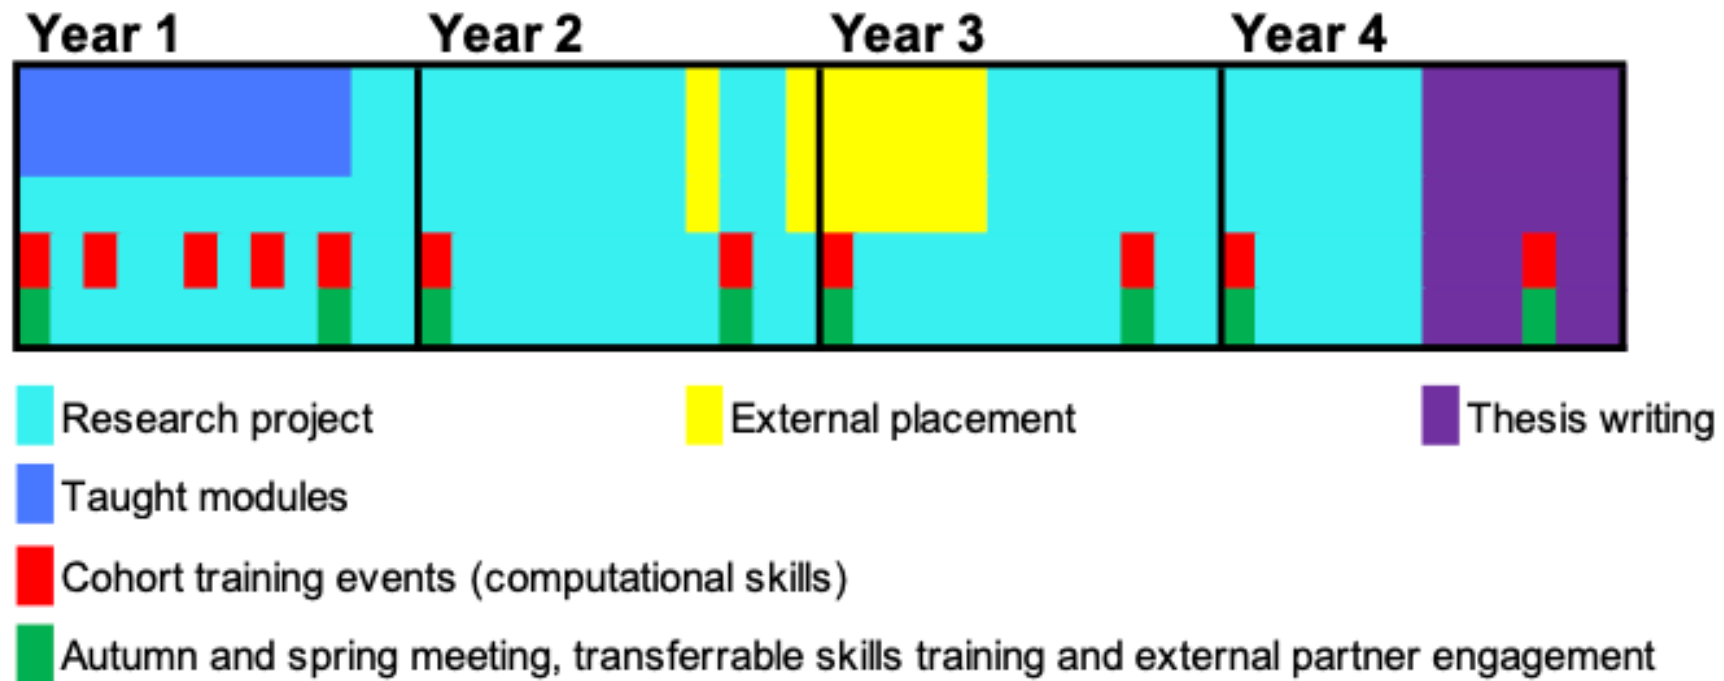 Year 1 Year 2 Year 3 Year 4
Research project External placement Thesis writing
Taught modules
Cohort training events (computational skills)
Autumn and spring meeting, transferrable skills training and external partner engagement